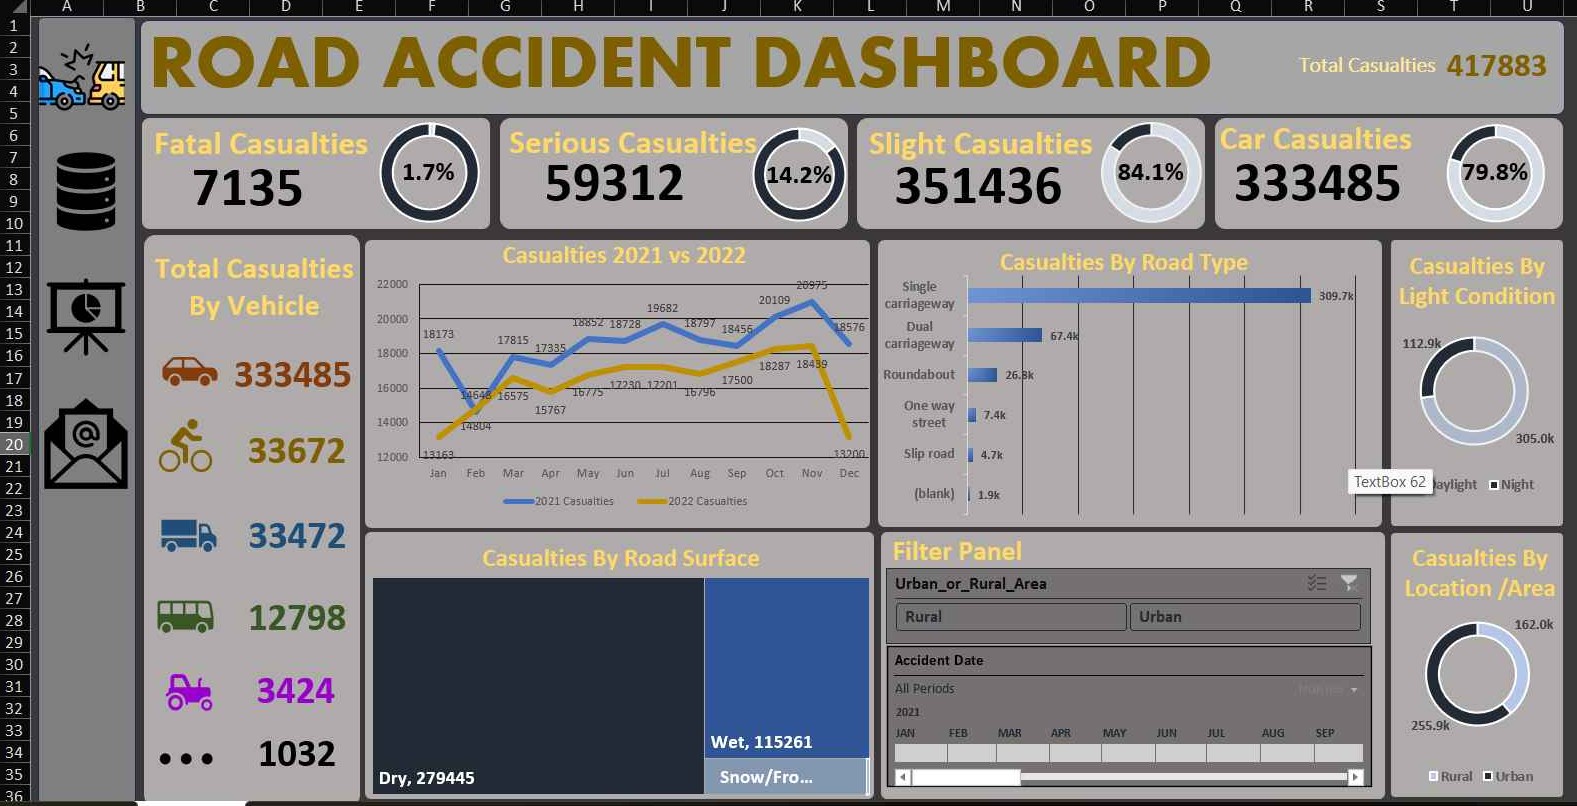 A B C D E F G H I J K L M N O P Q R S T U
1
2
3
4
5
6
7
8
9
10
11
12
13
14
15
16
17
18
19
20
21
22
23
24
25
26
27
28
29
30
31
32
33
34
35
36
ROAD ACCIDENT DASHBOARD
Total Casualties 417883
Fatal Casualties
7135
1.7%
Serious Casualties
59312
14.2%
Slight Casualties
351436
84.1%
Car Casualties
333485
79.8%
Total Casualties
By Vehicle
333485
33672
33472
12798
3424
1032
@
Casualties 2021 vs 2022
22000
20000
18000
16000
14000
12000
18173
14648
17815
17335
18852
18728
19682
18797
18456
20109
20975
18576
13163
14804
16575
15767
16775
17230
17201
16796
17500
18287
18439
13200
Jan Feb Mar Apr May Jun Jul Aug Sep Oct Nov Dec
2021 Casualties 2022 Casualties
Casualties By Road Type
Single
carriageway
309.7k
Dual
carriageway
67.4k
Roundabout
26.8k
One way
street
7.4k
Slip road
4.7k
(blank)
1.9k
Casualties By
Light Condition
112.9k
305.0k
TextBox 62
aylight Night
Casualties By Road Surface
Dry, 279445
Wet, 115261
Snow/Fro...
Filter Panel
Urban_or_Rural_Area
Rural Urban
Accident Date
All Periods
MONTHS
2021
JAN FEB MAR APR MAY JUN JUL AUG SEP
Casualties By
Location /Area
162.0k
255.9k
Rural Urban